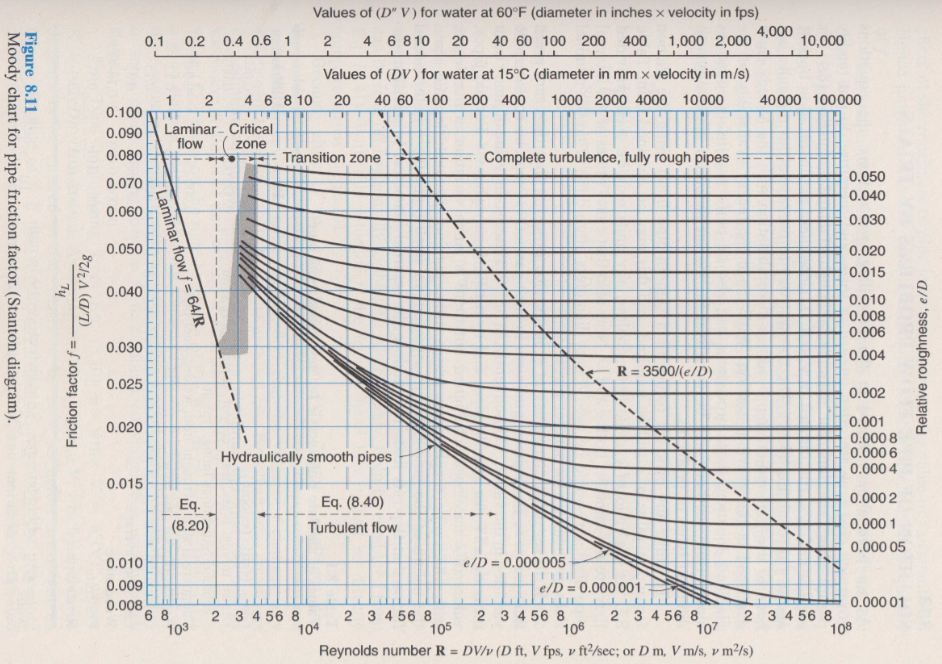 Values of (D″ V) for water at 60°F (diameter in inches × velocity in fps)
0.1 0.2 0.4 0.6 1 2 4 6 8 10 20 40 60 100 200 400 1,000 2,000 4,000 10,000
Values of (DV) for water at 15°C (diameter in mm × velocity in m/s)
1 2 4 6 8 10 20 40 60 100 200 400 1000 2000 4000 10000 40000 100000
Figure 8.11
Moody chart for pipe friction factor (Stanton diagram).
Friction factor f = hL / (L/D) V²/2g
0.100
0.090
0.080
0.070
0.060
0.050
0.040
0.030
0.025
0.020
0.015
0.010
0.009
0.008
Laminar flow
Critical zone
Transition zone
Complete turbulence, fully rough pipes
Laminar flow f = 64/R
R = 3500/(e/D)
Hydraulically smooth pipes
Eq.
(8.20)
Eq. (8.40)
Turbulent flow
e/D = 0.000 005
e/D = 0.000 001
0.050
0.040
0.030
0.020
0.015
0.010
0.008
0.006
0.004
0.002
0.001
0.000 8
0.000 6
0.000 4
0.000 2
0.000 1
0.000 05
0.000 01
Relative roughness, e/D
6 8 10³ 2 3 4 5 6 8 10⁴ 2 3 4 5 6 8 10⁵ 2 3 4 5 6 8 10⁶ 2 3 4 5 6 8 10⁷ 2 3 4 5 6 8 10⁸
Reynolds number R = DV/ν (D ft, V fps, ν ft²/sec; or D m, V m/s, ν m²/s)